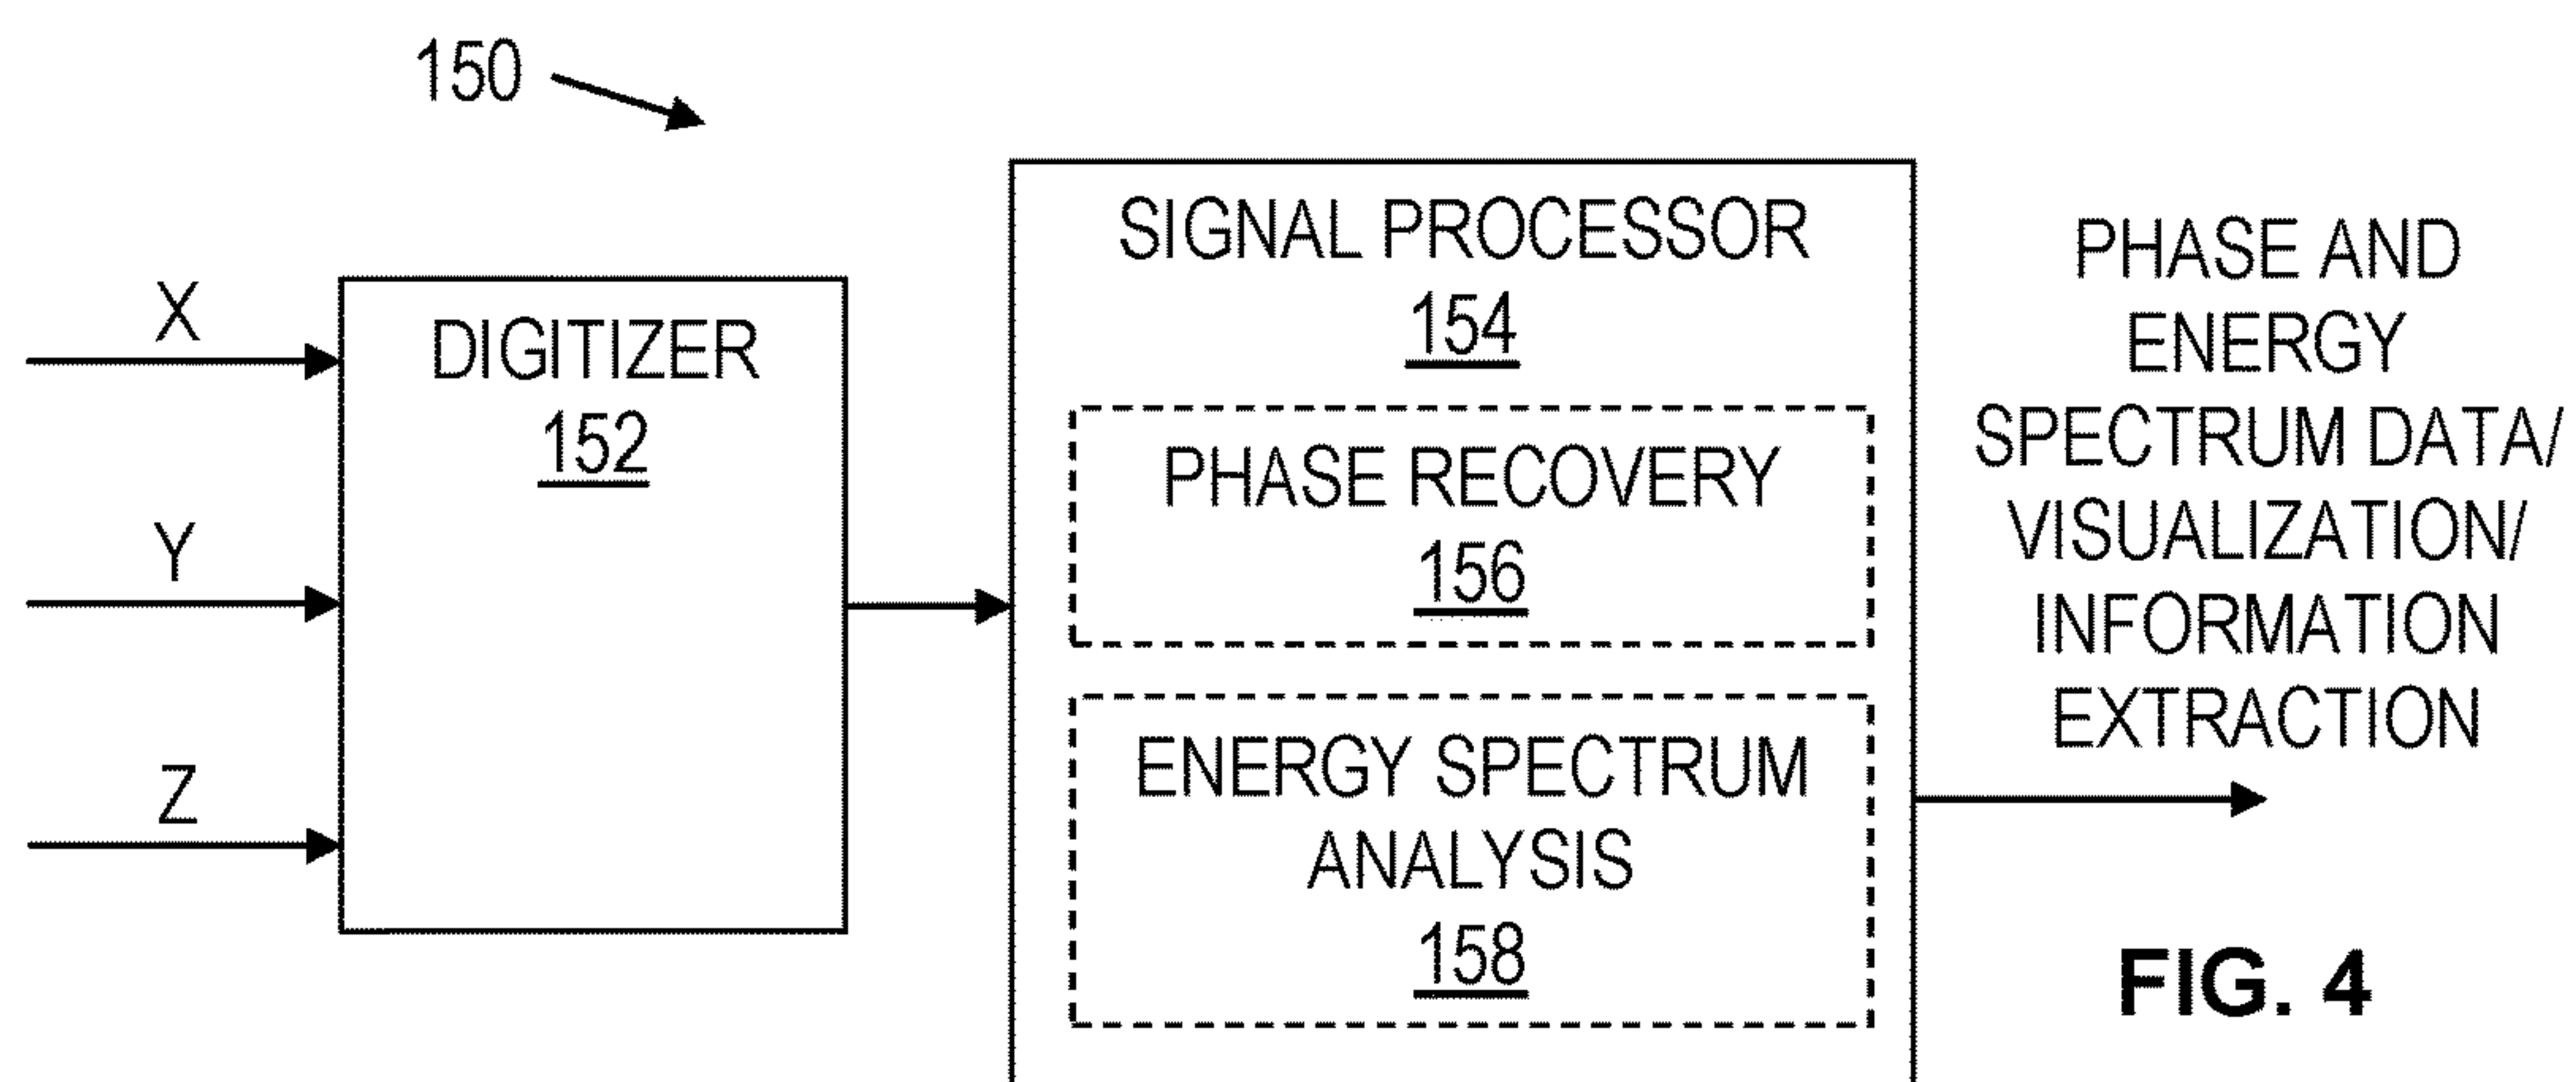 150
X
Y
Z
DIGITIZER
152
SIGNAL PROCESSOR
154
PHASE RECOVERY
156
ENERGY SPECTRUM
ANALYSIS
158
PHASE AND
ENERGY
SPECTRUM DATA/
VISUALIZATION/
INFORMATION
EXTRACTION
FIG. 4